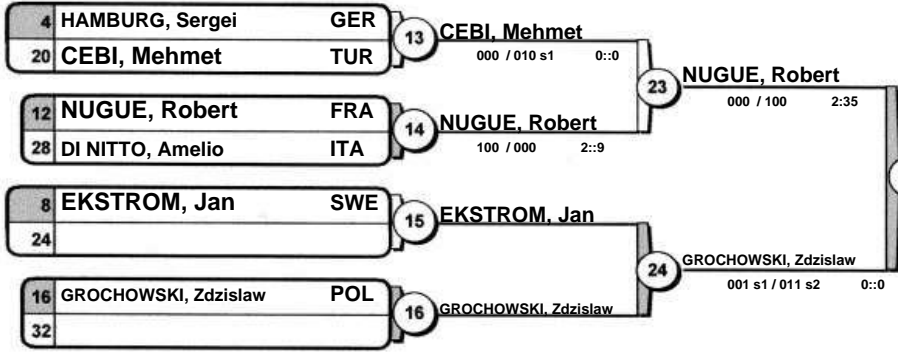 4 HAMBURG, Sergei GER
20 CEBI, Mehmet TUR
13 CEBI, Mehmet
000 / 010 s1 0::0
12 NUGUE, Robert FRA
28 DI NITTO, Amelio ITA
14 NUGUE, Robert
100 / 000 2::9
23 NUGUE, Robert
000 / 100 2:35
8 EKSTROM, Jan SWE
24
15 EKSTROM, Jan
16 GROCHOWSKI, Zdzislaw POL
32
16 GROCHOWSKI, Zdzislaw
24 GROCHOWSKI, Zdzislaw
001 s1 / 011 s2 0::0